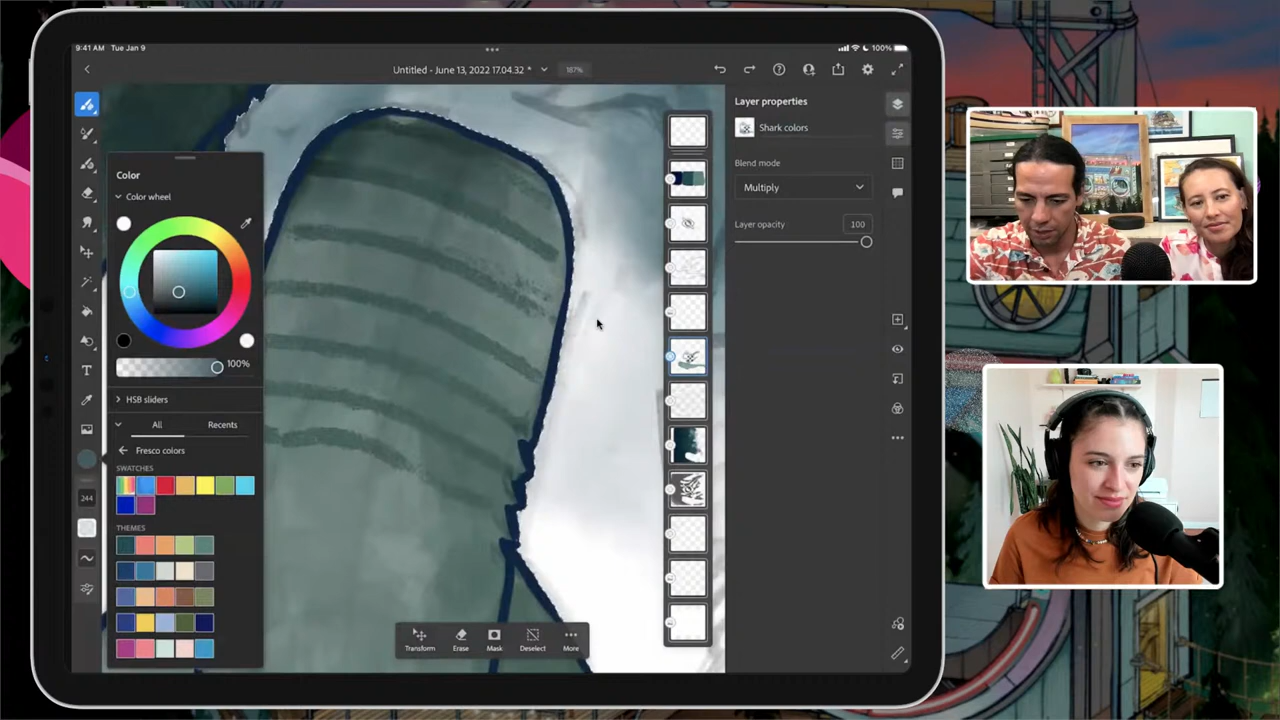 9:41 AM Tue Jan 9
100%
Untitled - June 13, 2022 17.04.32 *
187%
Color
Color wheel
100%
HSB sliders
All Recents
Fresco colors
SWATCHES
THEMES
T
244
Layer properties
Shark colors
Blend mode
Multiply
Layer opacity 100
Transform Erase Mask Deselect More